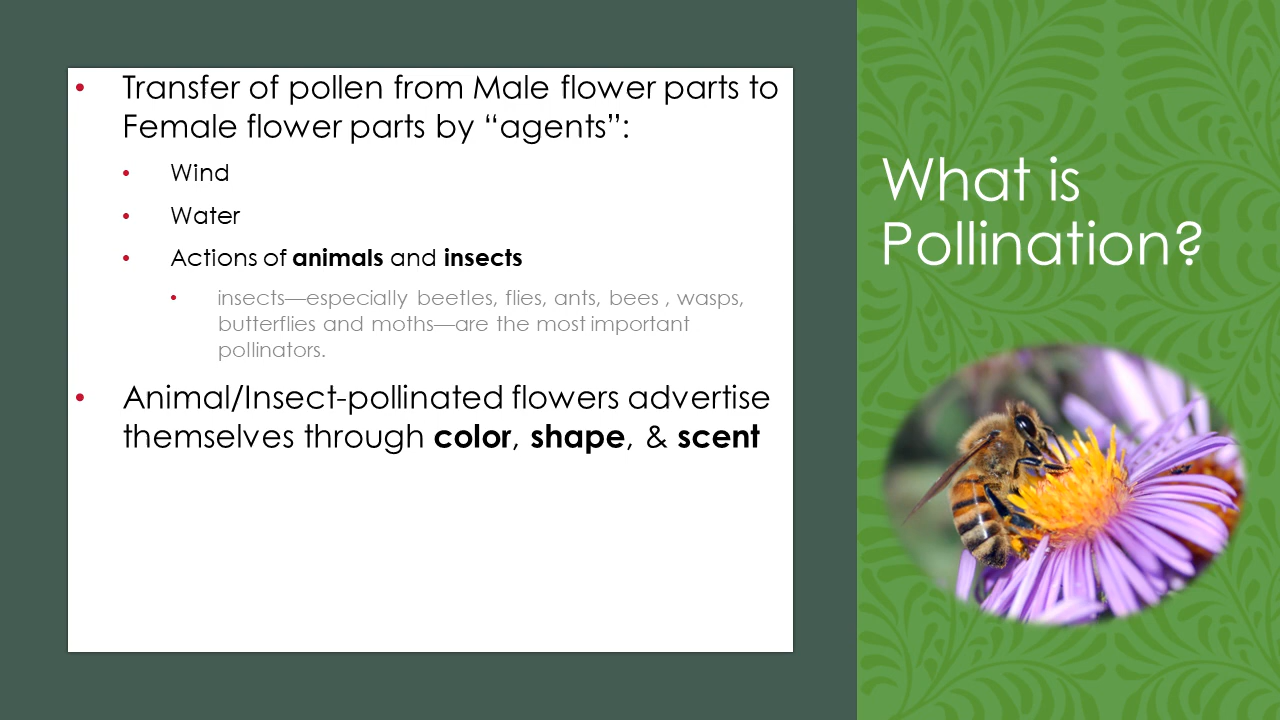 What is
Pollination?
• Transfer of pollen from Male flower parts to
Female flower parts by “agents”:
• Wind
• Water
• Actions of animals and insects
• insects—especially beetles, flies, ants, bees , wasps,
butterflies and moths—are the most important
pollinators.
• Animal/Insect-pollinated flowers advertise
themselves through color, shape, & scent